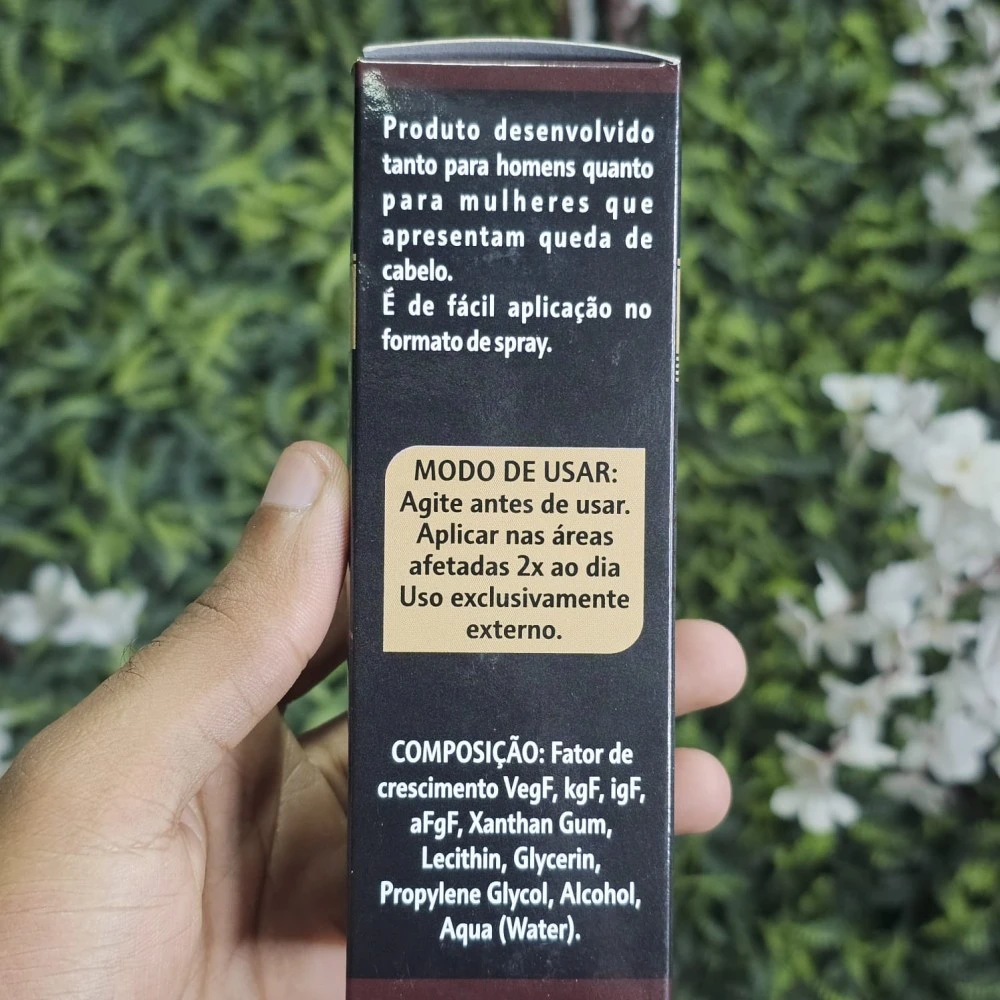 Produto desenvolvido
tanto para homens quanto
para mulheres que
apresentam queda de
cabelo.
É de fácil aplicação no
formato de spray.
MODO DE USAR:
Agite antes de usar.
Aplicar nas áreas
afetadas 2x ao dia
Uso exclusivamente
externo.
COMPOSIÇÃO: Fator de
crescimento VegF, kgF, igF,
aFgF, Xanthan Gum,
Lecithin, Glycerin,
Propylene Glycol, Alcohol,
Aqua (Water).